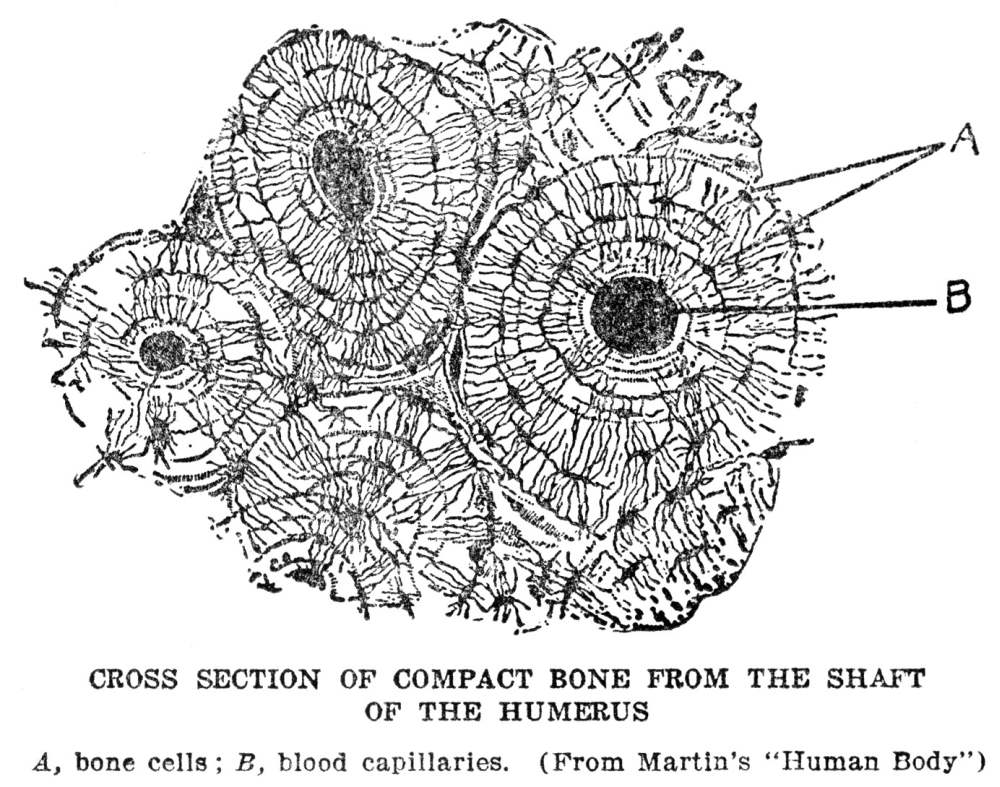 A
B
CROSS SECTION OF COMPACT BONE FROM THE SHAFT
OF THE HUMERUS
A, bone cells; B, blood capillaries. (From Martin's "Human Body")